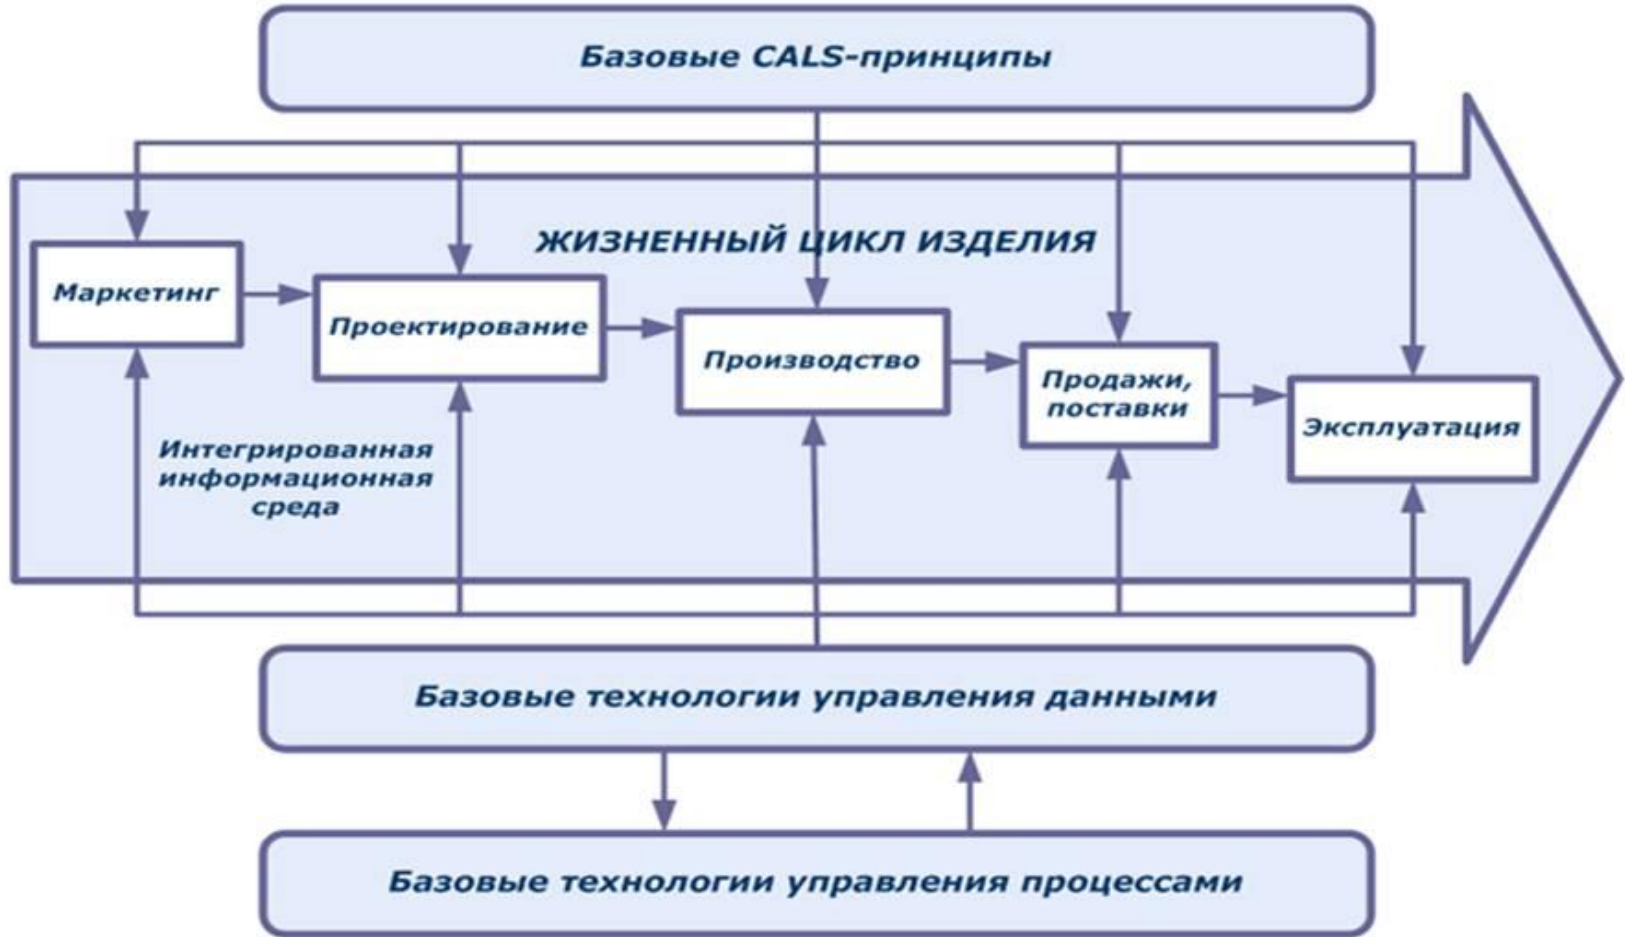 Базовые CALS-принципы
ЖИЗНЕННЫЙ ЦИКЛ ИЗДЕЛИЯ
Маркетинг
Проектирование
Производство
Продажи,
поставки
Эксплуатация
Интегрированная
информационная
среда
Базовые технологии управления данными
Базовые технологии управления процессами